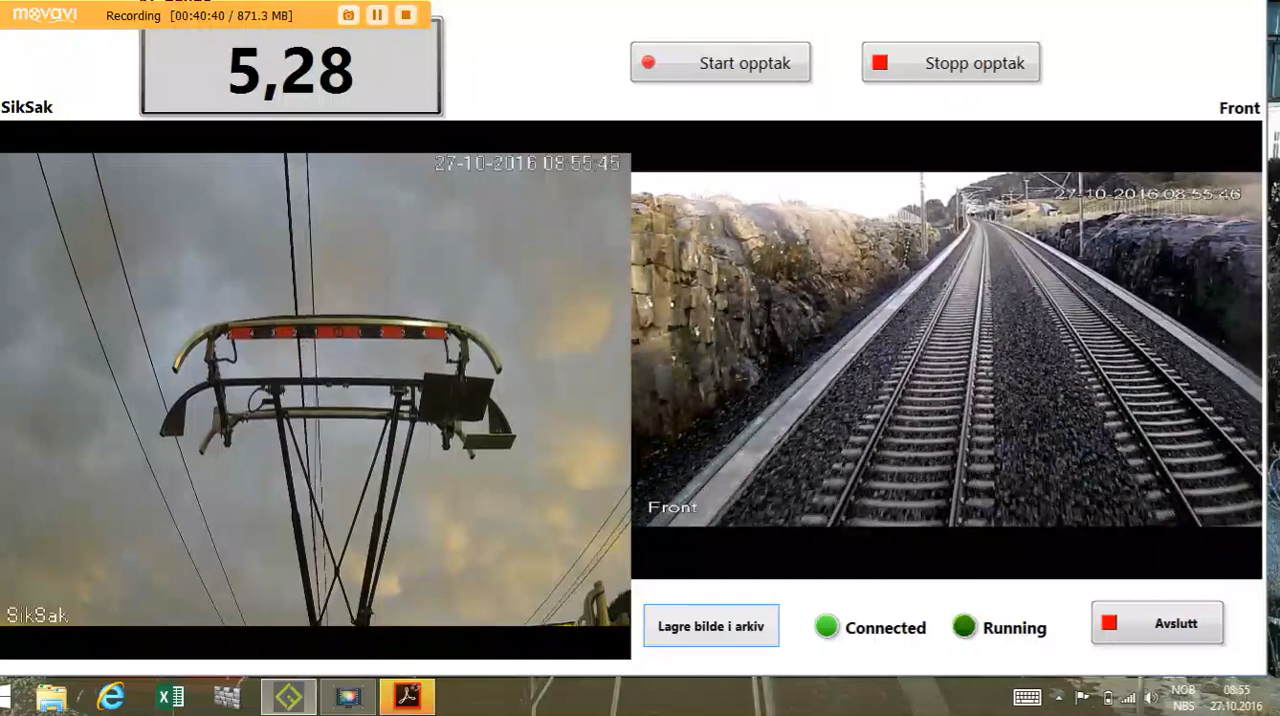 movavi Recording [00:40:40 / 871.3 MB]
5,28
Start opptak
Stopp opptak
SikSak
Front
27-10-2016 08:55:45
27-10-2016 08:55:46
Front
SikSak
Lagre bilde i arkiv
Connected
Running
Avslutt
NOB
NBS
08:55
27.10.2016